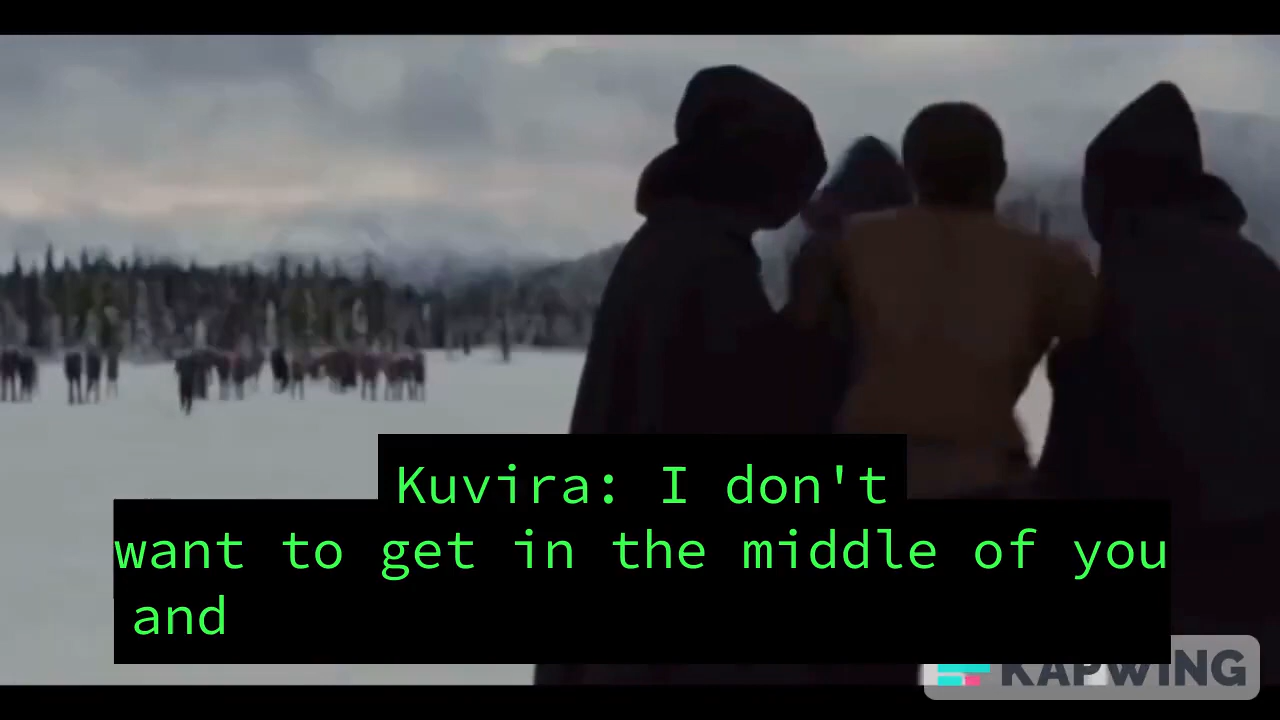 Kuvira: I don't
want to get in the middle of you
and
KAPWING